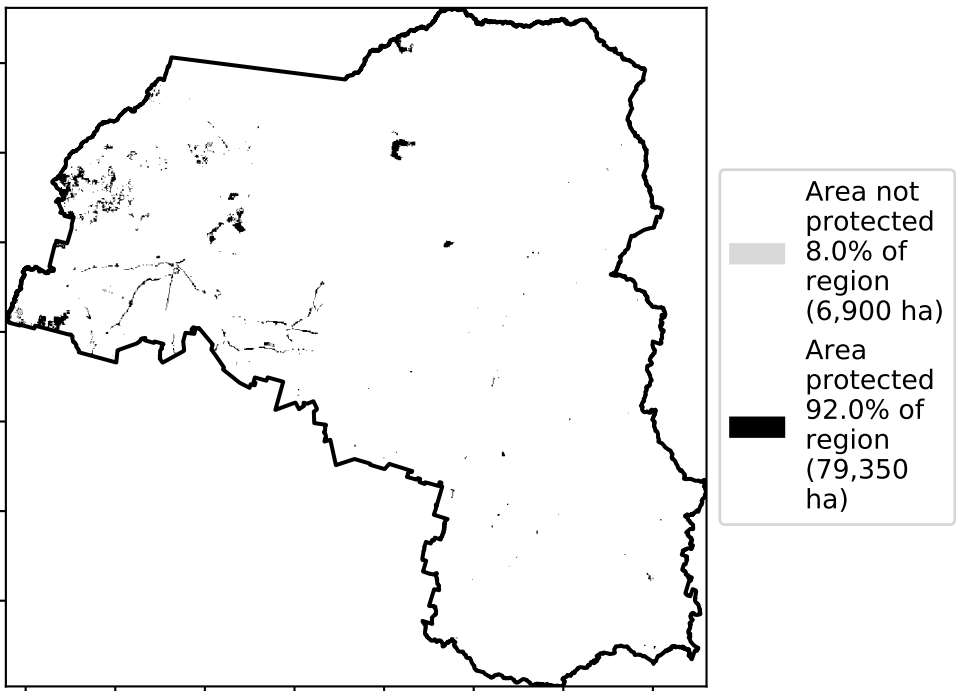 Area not
protected
8.0% of
region
(6,900 ha)
Area
protected
92.0% of
region
(79,350
ha)